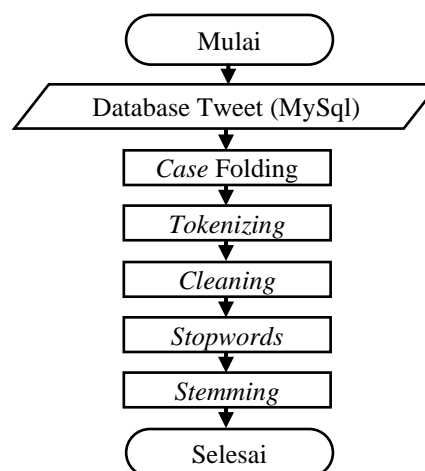 Mulai
Database Tweet (MySql)
Case Folding
Tokenizing
Cleaning
Stopwords
Stemming
Selesai